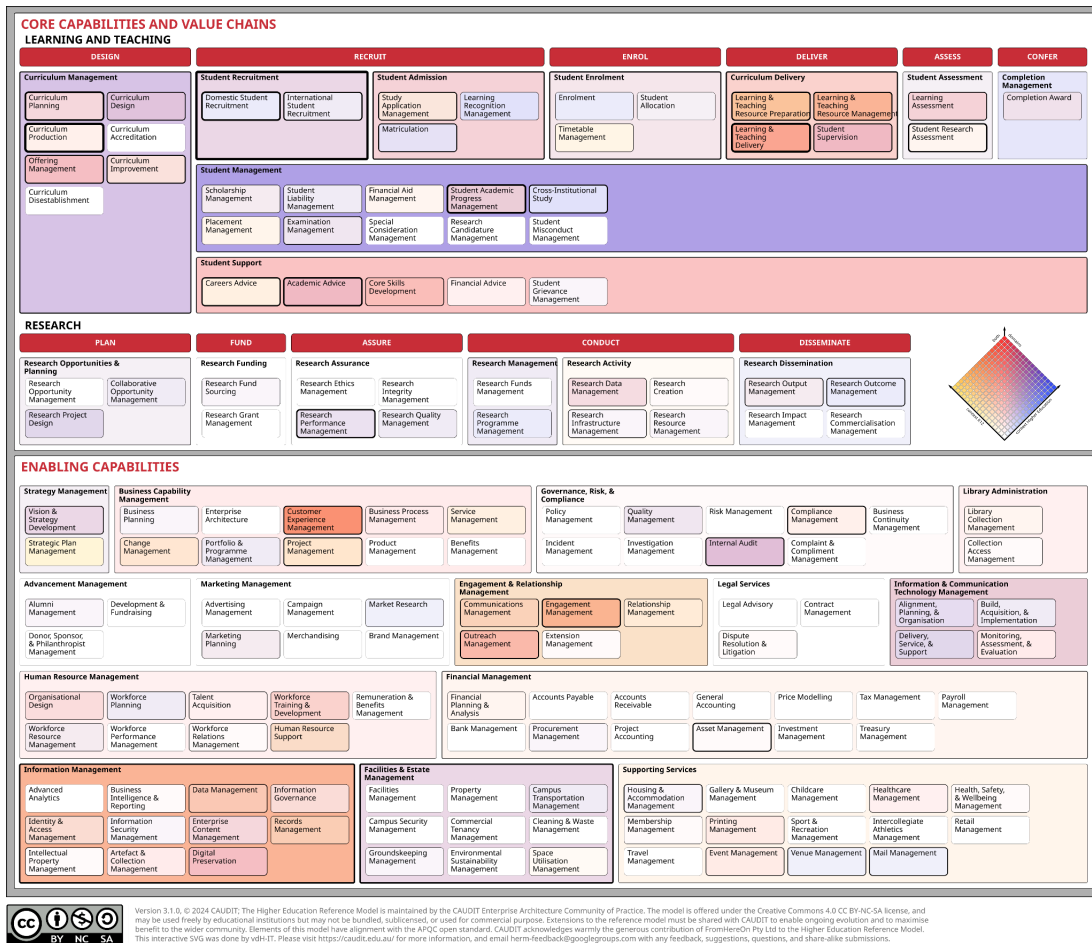 CORE CAPABILITIES AND VALUE CHAINS
LEARNING AND TEACHING
DESIGN
RECRUIT
ENROL
DELIVER
ASSESS
CONFER
Curriculum Management
Curriculum
Planning
Curriculum
Design
Curriculum
Production
Curriculum
Accreditation
Offering
Management
Curriculum
Improvement
Curriculum
Disestablishment
Student Recruitment
Domestic Student
Recruitment
International
Student
Recruitment
Student Admission
Study
Application
Management
Learning
Recognition
Management
Matriculation
Student Enrolment
Enrolment
Student
Allocation
Timetable
Management
Curriculum Delivery
Learning &
Teaching
Resource Preparation
Learning &
Teaching
Resource Management
Learning &
Teaching
Delivery
Student
Supervision
Student Assessment
Learning
Assessment
Student Research
Assessment
Completion
Management
Completion Award
Student Management
Scholarship
Management
Student
Liability
Management
Financial Aid
Management
Student Academic
Progress
Management
Cross-Institutional
Study
Placement
Management
Examination
Management
Special
Consideration
Management
Research
Candidature
Management
Student
Misconduct
Management
Student Support
Careers Advice
Academic Advice
Core Skills
Development
Financial Advice
Student
Grievance
Management
RESEARCH
PLAN
FUND
ASSURE
CONDUCT
DISSEMINATE
Research Opportunities &
Planning
Research
Opportunity
Management
Collaborative
Opportunity
Management
Research Project
Design
Research Funding
Research Fund
Sourcing
Research Grant
Management
Research Assurance
Research Ethics
Management
Research
Integrity
Management
Research
Performance
Management
Research Quality
Management
Research Management
Research Funds
Management
Research
Programme
Management
Research Activity
Research Data
Management
Research
Creation
Research
Infrastructure
Management
Research
Resource
Management
Research Dissemination
Research Output
Management
Research Outcome
Management
Research Impact
Management
Research
Commercialisation
Management
ENABLING CAPABILITIES
Strategy Management
Vision &
Strategy
Development
Strategic Plan
Management
Business Capability
Management
Business
Planning
Enterprise
Architecture
Customer
Experience
Management
Business Process
Management
Service
Management
Change
Management
Portfolio &
Programme
Management
Project
Management
Product
Management
Benefits
Management
Governance, Risk, &
Compliance
Policy
Management
Quality
Management
Risk Management
Compliance
Management
Business
Continuity
Management
Incident
Management
Investigation
Management
Internal Audit
Complaint &
Compliment
Management
Library Administration
Library
Collection
Management
Collection
Access
Management
Advancement Management
Alumni
Management
Development &
Fundraising
Donor, Sponsor,
& Philanthropist
Management
Marketing Management
Advertising
Management
Campaign
Management
Market Research
Marketing
Planning
Merchandising
Brand Management
Engagement & Relationship
Management
Communications
Management
Engagement
Management
Relationship
Management
Outreach
Management
Extension
Management
Legal Services
Legal Advisory
Contract
Management
Dispute
Resolution &
Litigation
Information & Communication
Technology Management
Alignment,
Planning, &
Organisation
Build,
Acquisition, &
Implementation
Delivery,
Service, &
Support
Monitoring,
Assessment, &
Evaluation
Human Resource Management
Organisational
Design
Workforce
Planning
Talent
Acquisition
Workforce
Training &
Development
Remuneration &
Benefits
Management
Workforce
Resource
Management
Workforce
Performance
Management
Workforce
Relations
Management
Human Resource
Support
Financial Management
Financial
Planning &
Analysis
Accounts Payable
Accounts
Receivable
General
Accounting
Price Modelling
Tax Management
Payroll
Management
Bank Management
Procurement
Management
Project
Accounting
Asset Management
Investment
Management
Treasury
Management
Information Management
Advanced
Analytics
Business
Intelligence &
Reporting
Data Management
Information
Governance
Identity &
Access
Management
Information
Security
Management
Enterprise
Content
Management
Records
Management
Intellectual
Property
Management
Artefact &
Collection
Management
Digital
Preservation
Facilities & Estate
Management
Facilities
Management
Property
Management
Campus
Transportation
Management
Campus Security
Management
Commercial
Tenancy
Management
Cleaning & Waste
Management
Groundskeeping
Management
Environmental
Sustainability
Management
Space
Utilisation
Management
Supporting Services
Housing &
Accommodation
Management
Gallery & Museum
Management
Childcare
Management
Healthcare
Management
Health, Safety,
& Wellbeing
Management
Membership
Management
Printing
Management
Sport &
Recreation
Management
Intercollegiate
Athletics
Management
Retail
Management
Travel
Management
Event Management
Venue Management
Mail Management
CC
BY NC SA
Version 3.1.0, © 2024 CAUDIT; The Higher Education Reference Model is maintained by the CAUDIT Enterprise Architecture Community of Practice. The model is offered under the Creative Commons 4.0 CC BY-NC-SA license, and
may be used freely by educational institutions but may not be bundled, sublicensed, or used for commercial purpose. Extensions to the reference model must be shared with CAUDIT to enable ongoing evolution and to maximise
benefit to the wider community. Elements of this model have alignment with the APQC open standard. CAUDIT acknowledges warmly the generous contribution of FromHereOn Pty Ltd to the Higher Education Reference Model.
This interactive SVG was done by vdH-IT. Please visit https://caudit.edu.au/ for more information, and email herm-feedback@googlegroups.com with any feedback, suggestions, questions, and share-alike submissions.